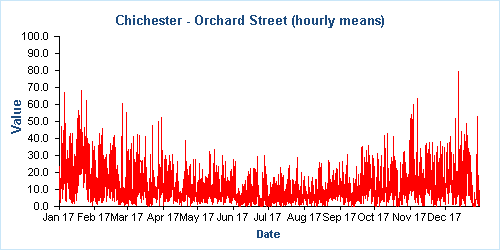 Chichester - Orchard Street (hourly means)
100.0
90.0
80.0
70.0
60.0
50.0
40.0
30.0
20.0
10.0
0.0
Value
Jan 17 Feb 17 Mar 17 Apr 17 May 17 Jun 17 Jul 17 Aug 17 Sep 17 Oct 17 Nov 17 Dec 17
Date